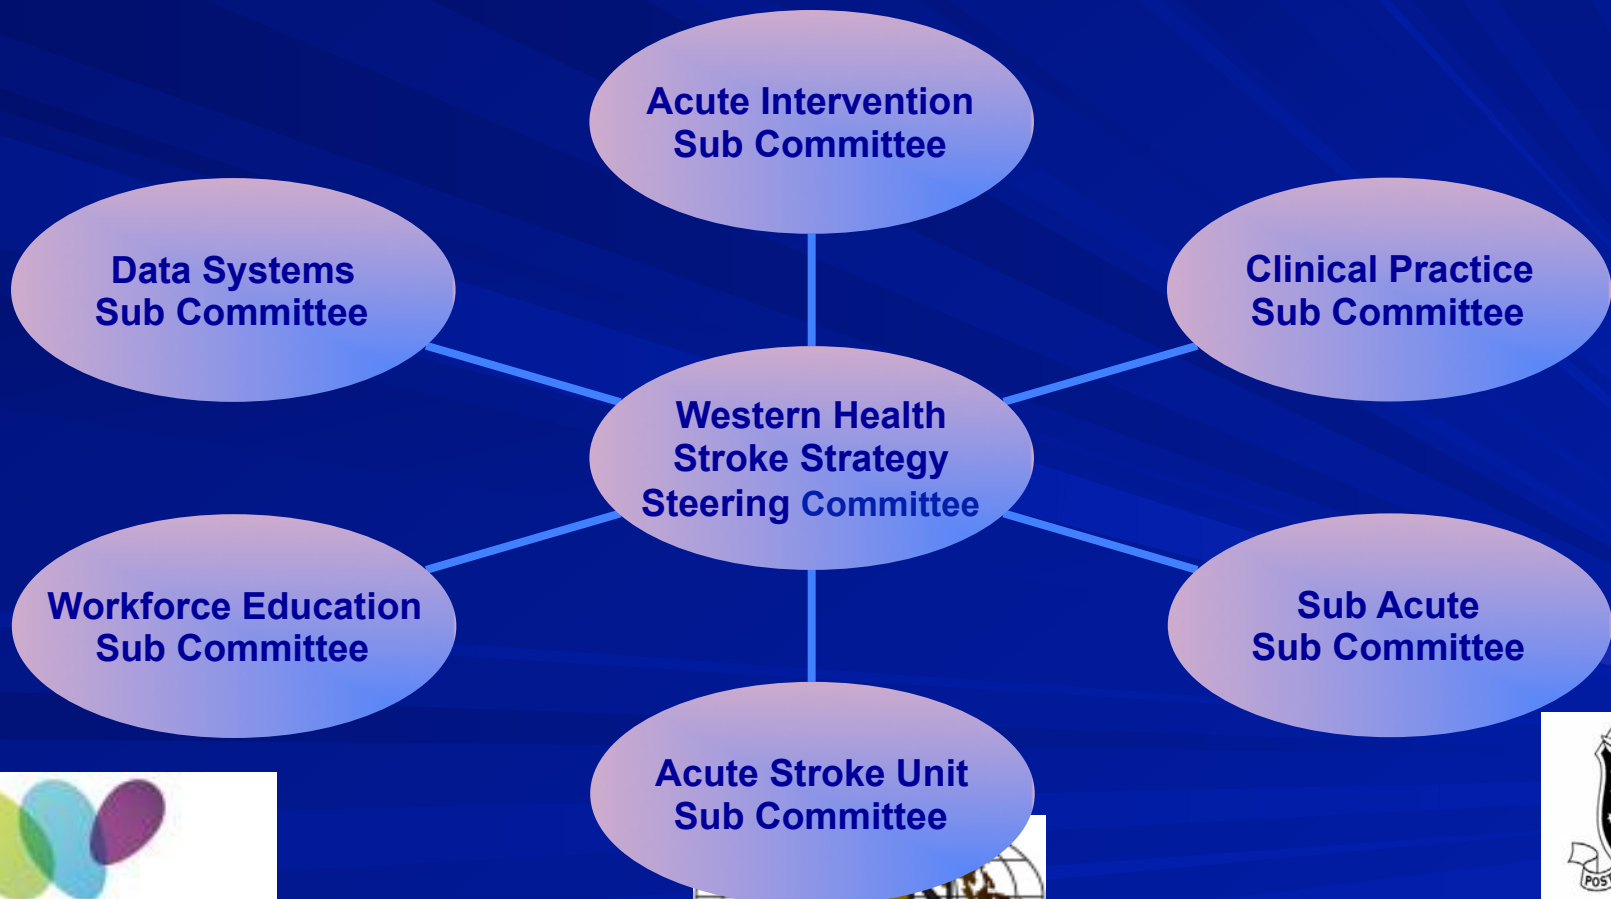 Acute Intervention
Sub Committee
Data Systems
Sub Committee
Clinical Practice
Sub Committee
Western Health
Stroke Strategy
Steering Committee
Workforce Education
Sub Committee
Sub Acute
Sub Committee
Acute Stroke Unit
Sub Committee
POST